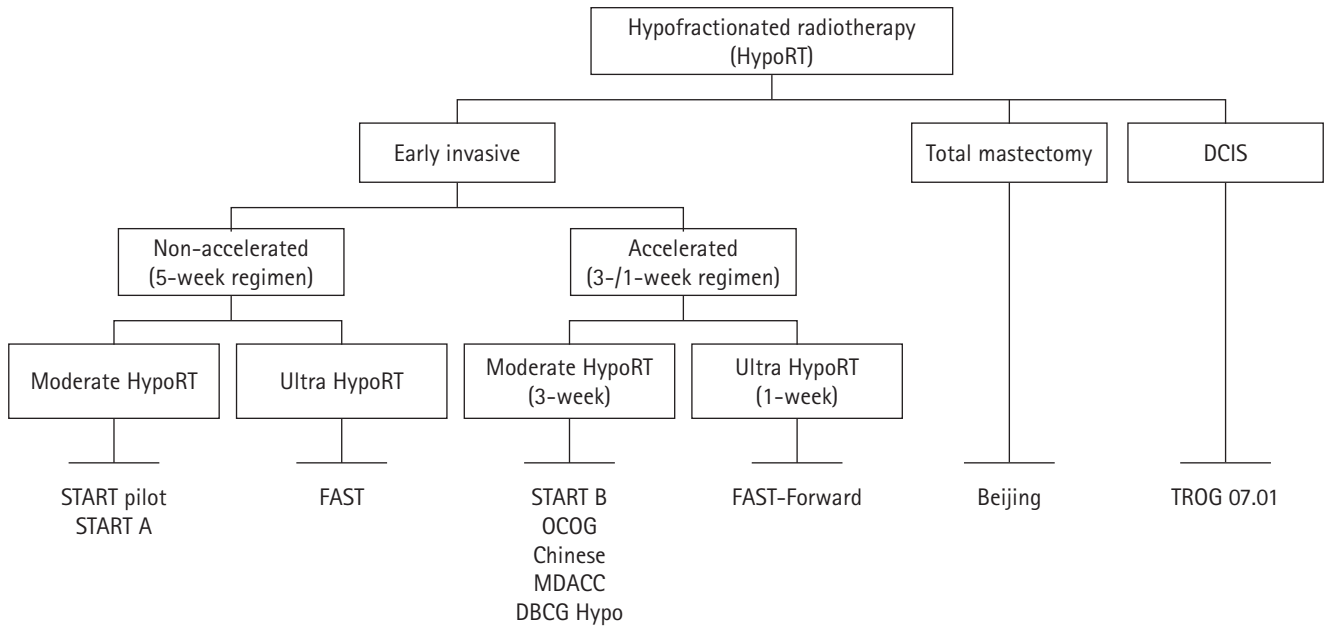 Hypofractionated radiotherapy
(HypoRT)
Early invasive
Total mastectomy
DCIS
Non-accelerated
(5-week regimen)
Accelerated
(3-/1-week regimen)
Moderate HypoRT
Ultra HypoRT
Moderate HypoRT
(3-week)
Ultra HypoRT
(1-week)
START pilot
START A
FAST
START B
OCOG
Chinese
MDACC
DBCG Hypo
FAST-Forward
Beijing
TROG 07.01